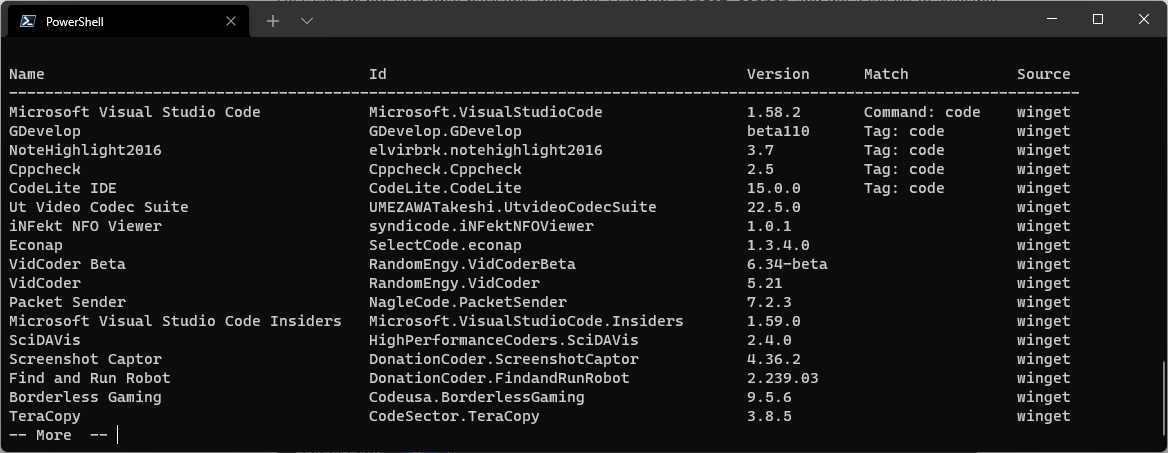 PowerShell
Name Id Version Match Source
------------------------------------------------------------------------------------------------------------------------
Microsoft Visual Studio Code Microsoft.VisualStudioCode 1.58.2 Command: code winget
GDevelop GDevelop.GDevelop beta110 Tag: code winget
NoteHighlight2016 elvirbrk.notehighlight2016 3.7 Tag: code winget
Cppcheck Cppcheck.Cppcheck 2.5 Tag: code winget
CodeLite IDE CodeLite.CodeLite 15.0.0 Tag: code winget
Ut Video Codec Suite UMEZAWATakeshi.UtvideoCodecSuite 22.5.0 winget
iNFekt NFO Viewer syndicode.iNFektNFOViewer 1.0.1 winget
Econap SelectCode.econap 1.3.4.0 winget
VidCoder Beta RandomEngy.VidCoderBeta 6.34-beta winget
VidCoder RandomEngy.VidCoder 5.21 winget
Packet Sender NagleCode.PacketSender 7.2.3 winget
Microsoft Visual Studio Code Insiders Microsoft.VisualStudioCode.Insiders 1.59.0 winget
SciDAVis HighPerformanceCoders.SciDAVis 2.4.0 winget
Screenshot Captor DonationCoder.ScreenshotCaptor 4.36.2 winget
Find and Run Robot DonationCoder.FindandRunRobot 2.239.03 winget
Borderless Gaming Codeusa.BorderlessGaming 9.5.6 winget
TeraCopy CodeSector.TeraCopy 3.8.5 winget
-- More --